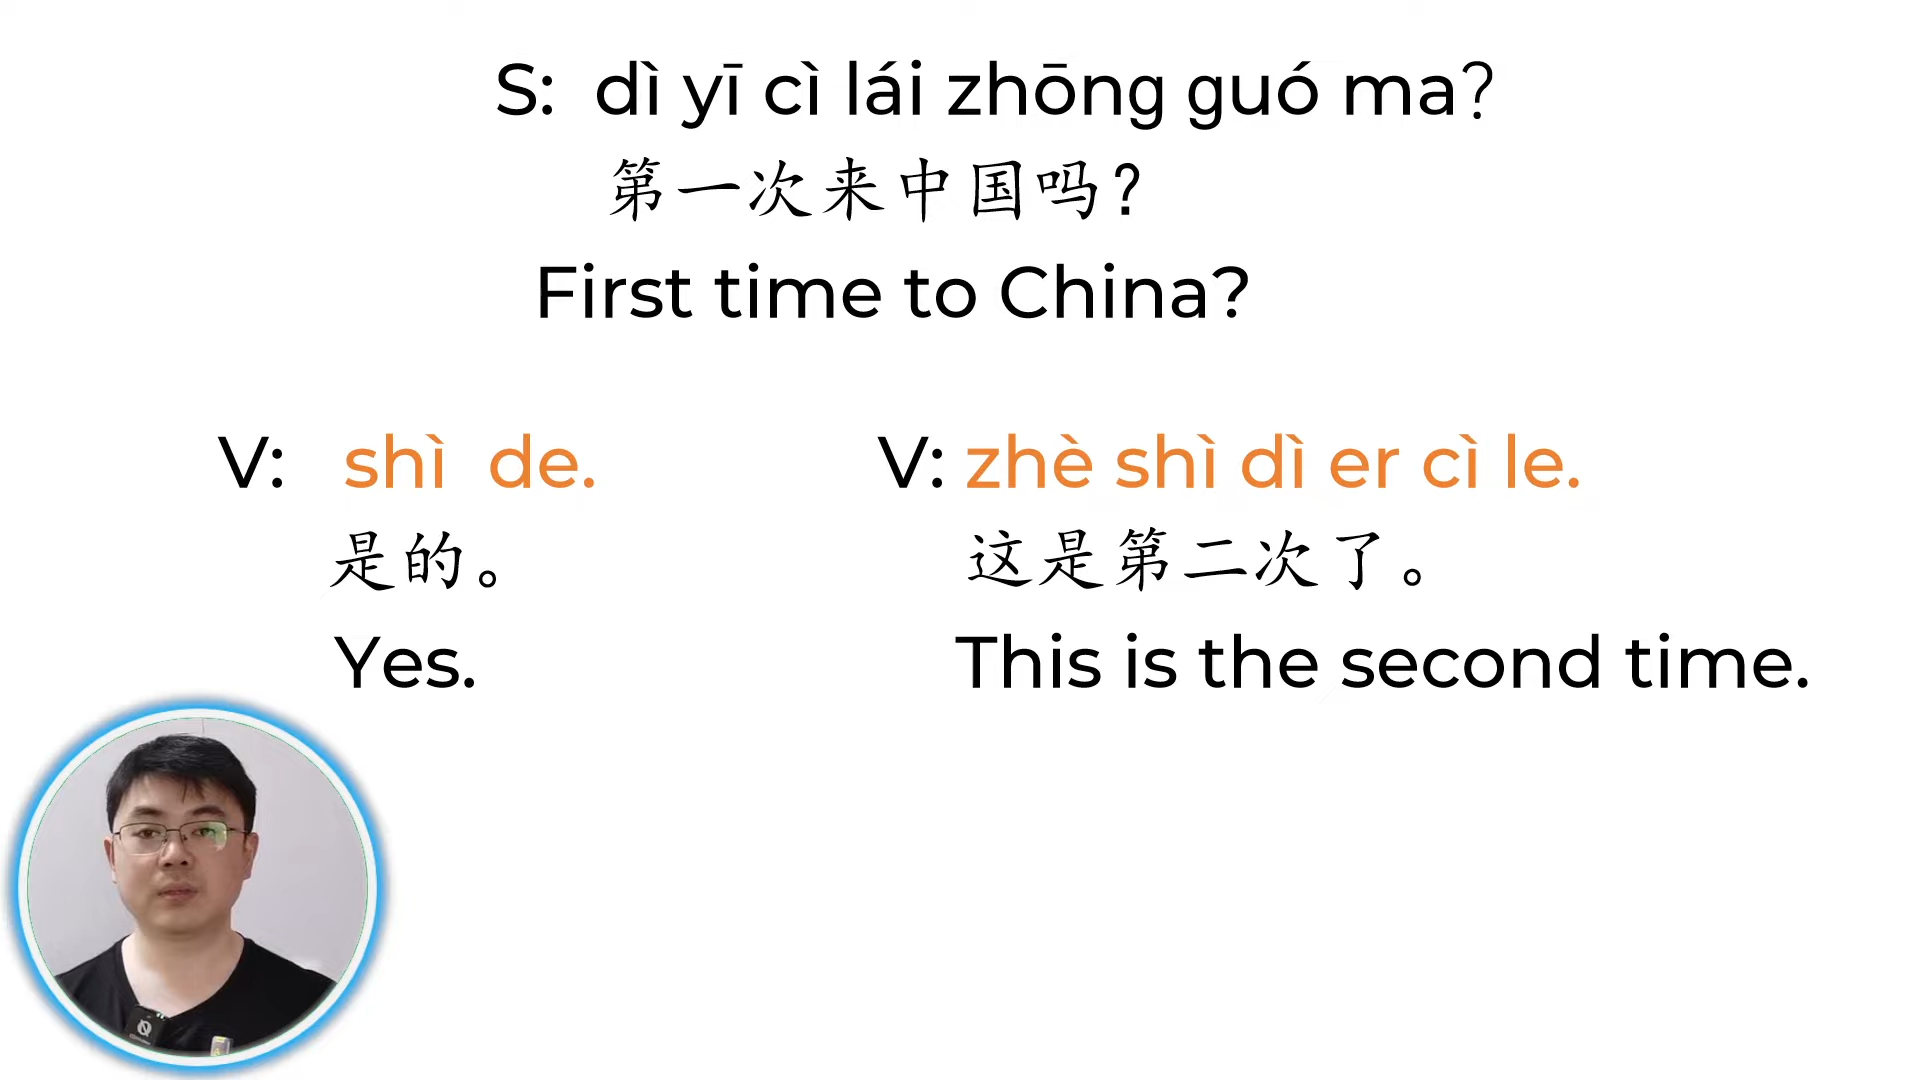 S: dì yī cì lái zhōng guó ma?
第一次来中国吗？
First time to China?
V: shì de.
是的。
Yes.
V: zhè shì dì er cì le.
这是第二次了。
This is the second time.